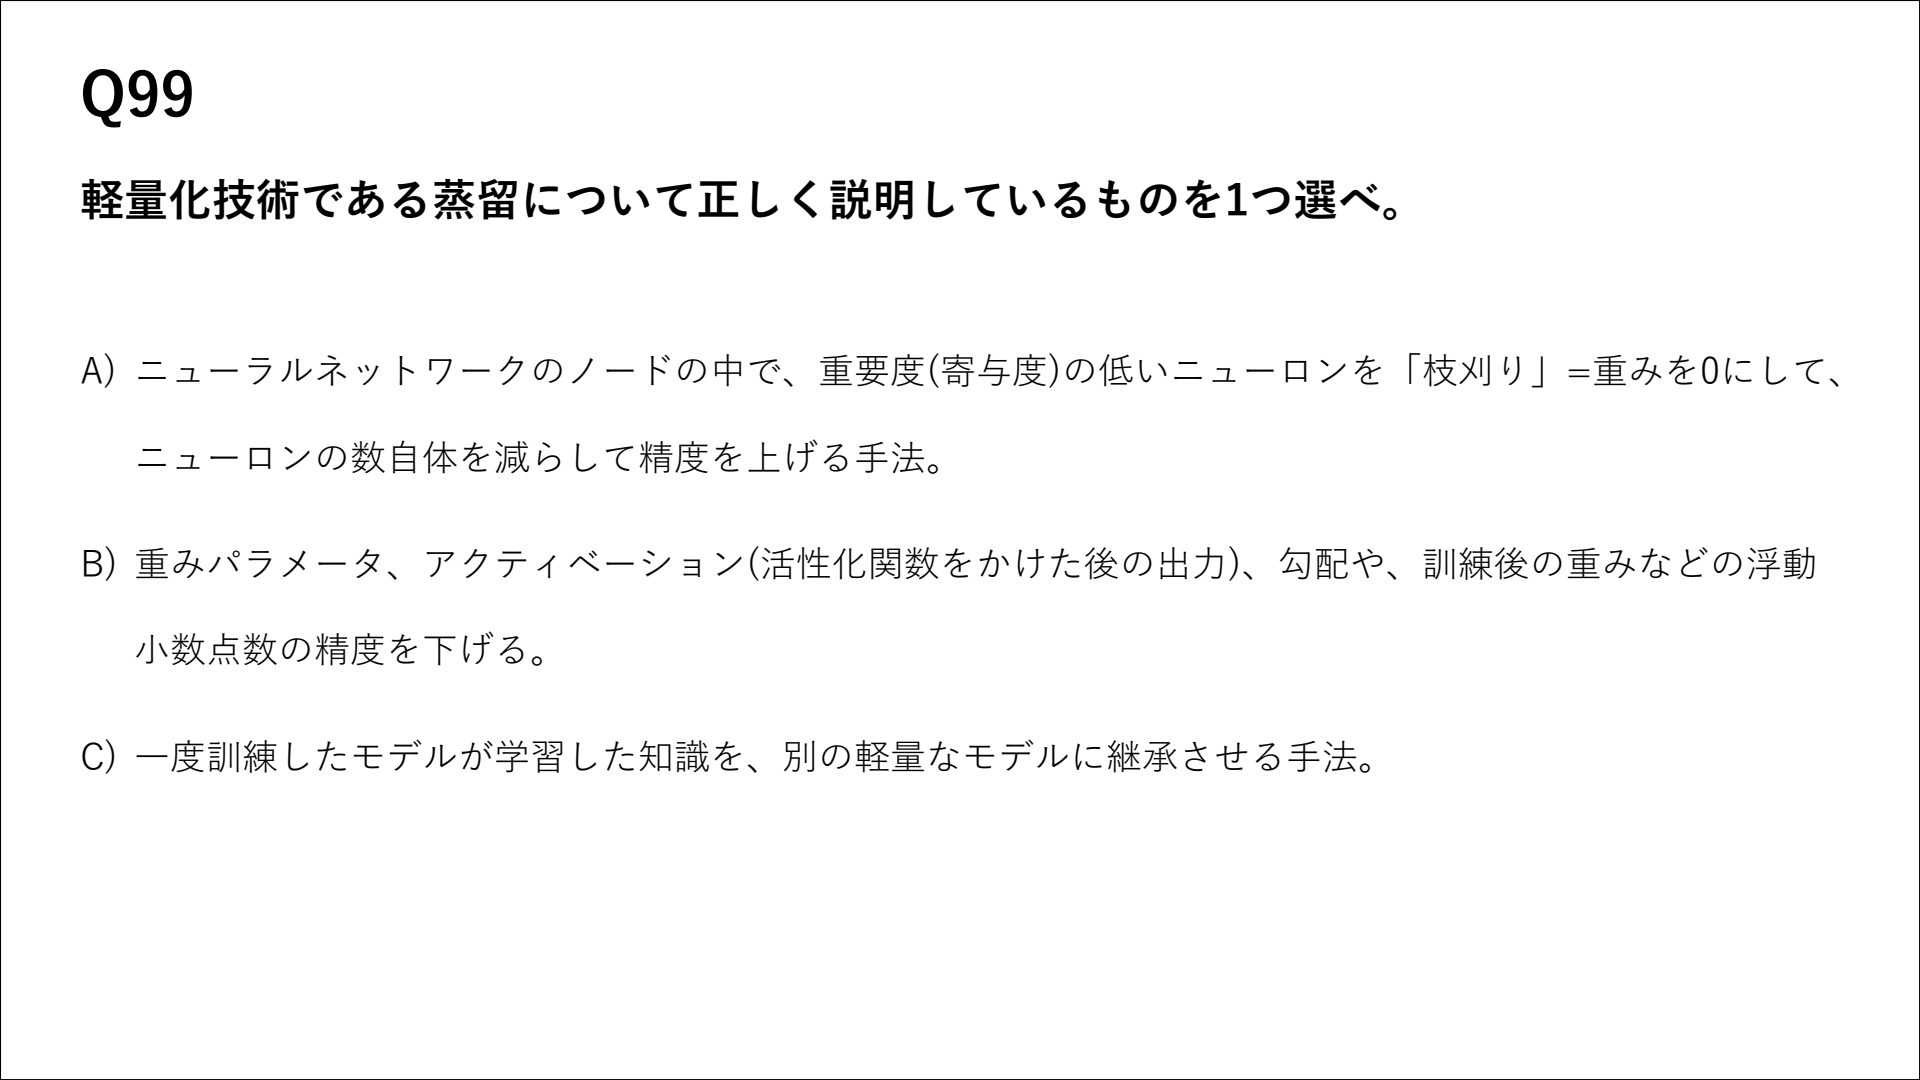 Q99
軽量化技術である蒸留について正しく説明しているものを1つ選べ。
A) ニューラルネットワークのノードの中で、重要度(寄与度)の低いニューロンを「枝刈り」=重みを0にして、
ニューロンの数自体を減らして精度を上げる手法。
B) 重みパラメータ、アクティベーション(活性化関数をかけた後の出力)、勾配や、訓練後の重みなどの浮動
小数点数の精度を下げる。
C) 一度訓練したモデルが学習した知識を、別の軽量なモデルに継承させる手法。